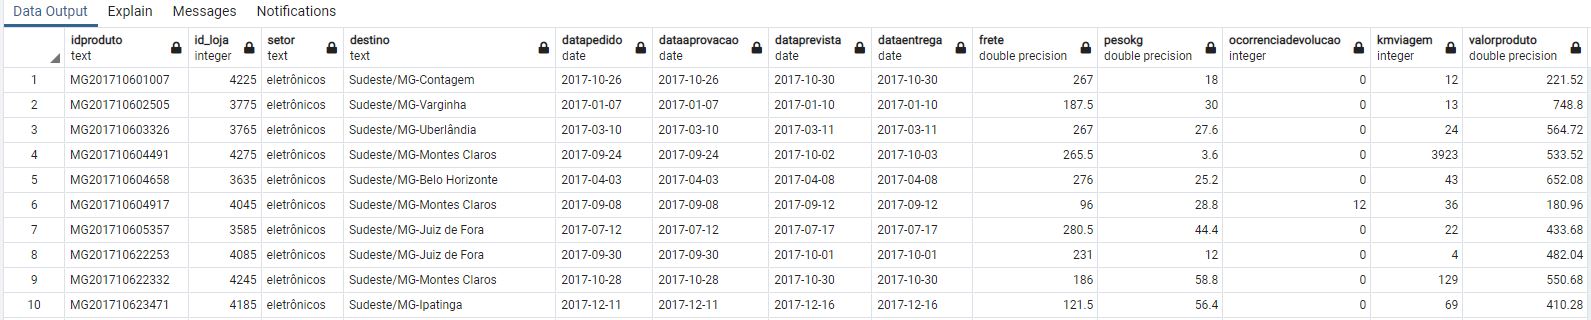 Data Output Explain Messages Notifications
idproduto id_loja setor destino datapedido dataaprovacao dataprevista dataentrega frete pesokg ocorrenciadevolucao kmviagem valorproduto
text integer text text date date date date double precision double precision integer integer double precision
1 MG201710601007 4225 eletrônicos Sudeste/MG-Contagem 2017-10-26 2017-10-26 2017-10-30 2017-10-30 267 18 0 12 221.52
2 MG201710602505 3775 eletrônicos Sudeste/MG-Varginha 2017-01-07 2017-01-07 2017-01-10 2017-01-10 187.5 30 0 13 748.8
3 MG201710603326 3765 eletrônicos Sudeste/MG-Uberlândia 2017-03-10 2017-03-10 2017-03-11 2017-03-11 267 27.6 0 24 564.72
4 MG201710604491 4275 eletrônicos Sudeste/MG-Montes Claros 2017-09-24 2017-09-24 2017-10-02 2017-10-03 265.5 3.6 0 3923 533.52
5 MG201710604658 3635 eletrônicos Sudeste/MG-Belo Horizonte 2017-04-03 2017-04-03 2017-04-08 2017-04-08 276 25.2 0 43 652.08
6 MG201710604917 4045 eletrônicos Sudeste/MG-Montes Claros 2017-09-08 2017-09-08 2017-09-12 2017-09-12 96 28.8 12 36 180.96
7 MG201710605357 3585 eletrônicos Sudeste/MG-Juiz de Fora 2017-07-12 2017-07-12 2017-07-17 2017-07-17 280.5 44.4 0 22 433.68
8 MG201710622253 4085 eletrônicos Sudeste/MG-Juiz de Fora 2017-09-30 2017-09-30 2017-10-01 2017-10-01 231 12 0 4 482.04
9 MG201710622332 4245 eletrônicos Sudeste/MG-Montes Claros 2017-10-28 2017-10-28 2017-10-30 2017-10-30 186 58.8 0 129 550.68
10 MG201710623471 4185 eletrônicos Sudeste/MG-Ipatinga 2017-12-11 2017-12-11 2017-12-16 2017-12-16 121.5 56.4 0 69 410.28